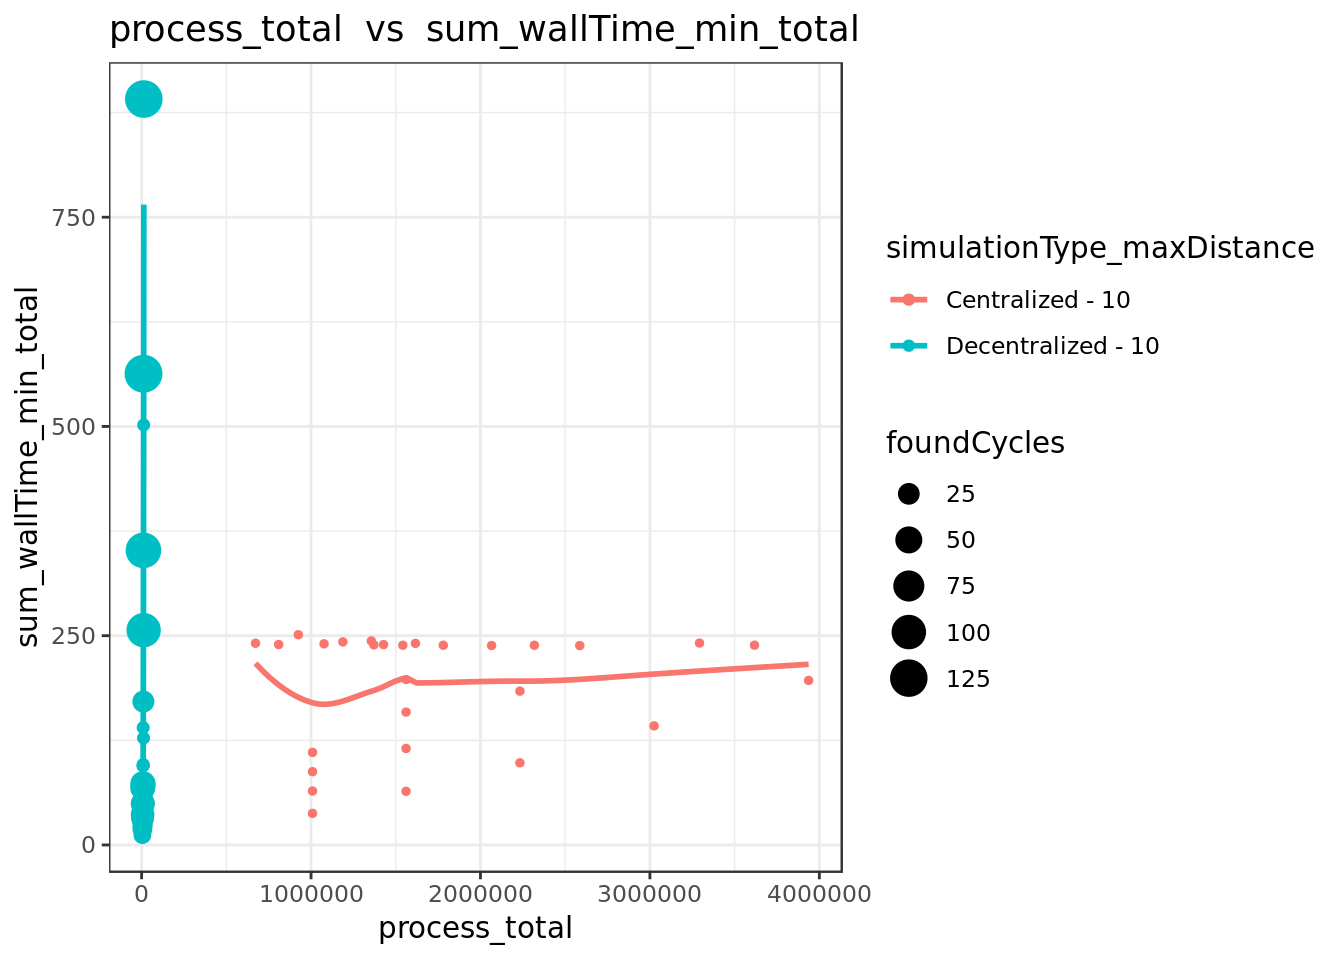 process_total  vs  sum_wallTime_min_total
sum_wallTime_min_total
750
500
250
0
0
1000000
2000000
3000000
4000000
process_total
simulationType_maxDistance
Centralized - 10
Decentralized - 10
foundCycles
25
50
75
100
125